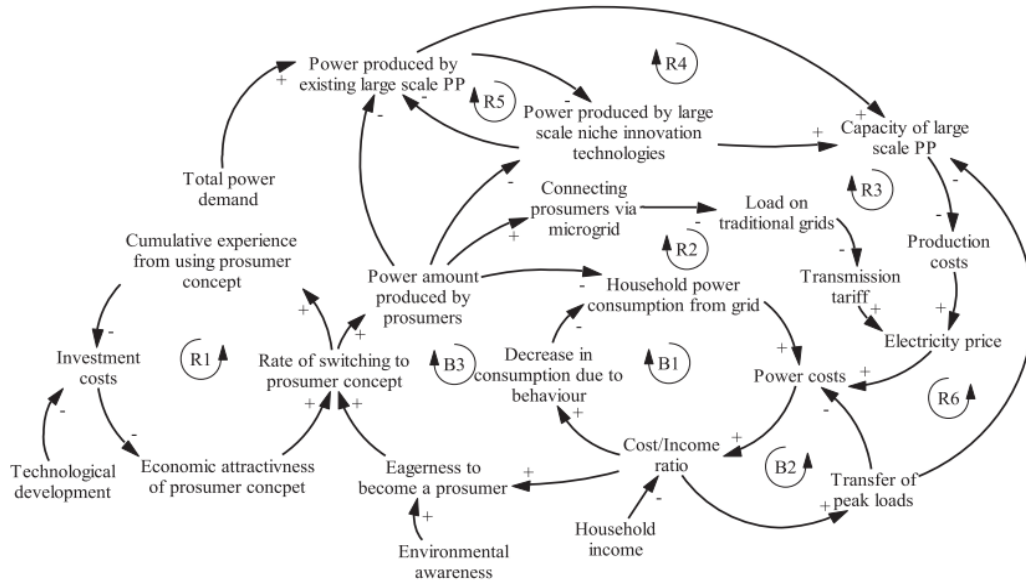 Power produced by
existing large scale PP
+
-
-
R5
R4
Power produced by large
scale niche innovation
technologies
+
+
Capacity of large
scale PP
-
-
-
Total power
demand
Connecting
prosumers via
microgrid
+
-
Load on
traditional grids
-
R3
-
Production
costs
Cumulative experience
from using prosumer
concept
+
-
R1
Power amount
produced by
prosumers
+
R2
Household power
consumption from grid
-
-
+
Transmission
tariff
+
+
Electricity price
+
Investment
costs
-
-
Rate of switching to
prosumer concept
+
+
B3
Decrease in
consumption due to
behaviour
+
B1
Power costs
-
+
R6
Technological
development
Economic attractivness
of prosumer concpet
Eagerness to
become a prosumer
+
+
Cost/Income
ratio
-
B2
+
Transfer of
peak loads
Environmental
awareness
Household
income